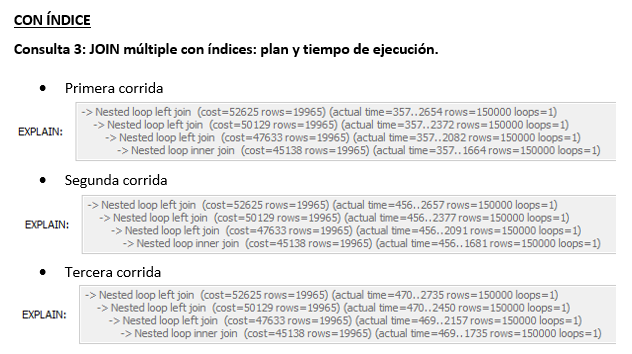 CON ÍNDICE
Consulta 3: JOIN múltiple con índices: plan y tiempo de ejecución.
• Primera corrida
EXPLAIN:
-> Nested loop left join (cost=52625 rows=19965) (actual time=357..2654 rows=150000 loops=1)
-> Nested loop left join (cost=50129 rows=19965) (actual time=357..2372 rows=150000 loops=1)
-> Nested loop left join (cost=47633 rows=19965) (actual time=357..2082 rows=150000 loops=1)
-> Nested loop inner join (cost=45138 rows=19965) (actual time=357..1664 rows=150000 loops=1)
• Segunda corrida
EXPLAIN:
-> Nested loop left join (cost=52625 rows=19965) (actual time=456..2657 rows=150000 loops=1)
-> Nested loop left join (cost=50129 rows=19965) (actual time=456..2377 rows=150000 loops=1)
-> Nested loop left join (cost=47633 rows=19965) (actual time=456..2091 rows=150000 loops=1)
-> Nested loop inner join (cost=45138 rows=19965) (actual time=456..1681 rows=150000 loops=1)
• Tercera corrida
EXPLAIN:
-> Nested loop left join (cost=52625 rows=19965) (actual time=470..2735 rows=150000 loops=1)
-> Nested loop left join (cost=50129 rows=19965) (actual time=470..2450 rows=150000 loops=1)
-> Nested loop left join (cost=47633 rows=19965) (actual time=469..2157 rows=150000 loops=1)
-> Nested loop inner join (cost=45138 rows=19965) (actual time=469..1735 rows=150000 loops=1)